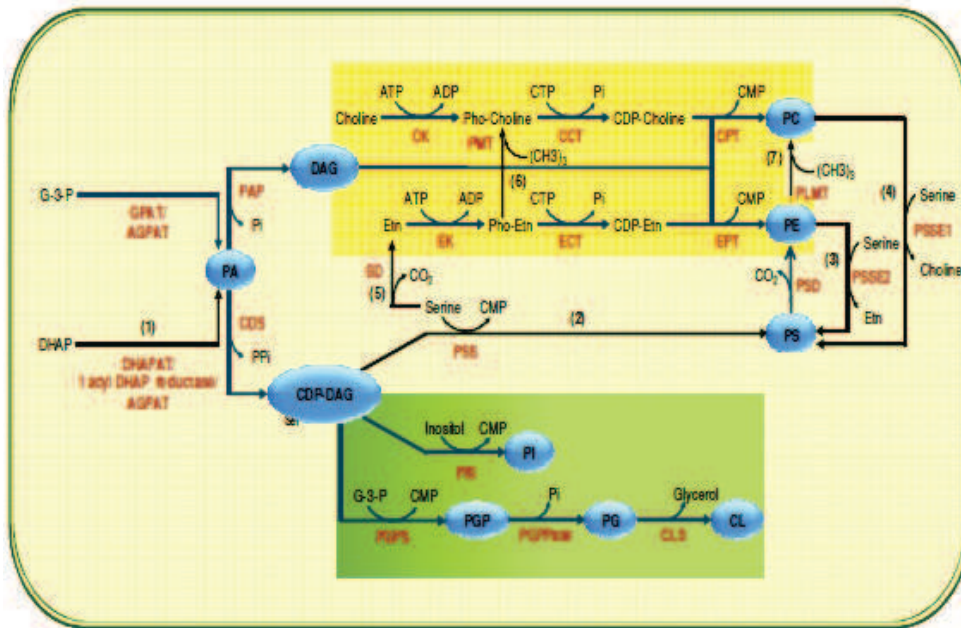 ATP ADP CTP Pi CMP
Choline Pho-Choline CDP-Choline PC
CK PMT CCT CPT
(CH3)3 (7) (CH3)3
DAG
(6) PLMT (4) Serine
G-3-P PAP
GPAT/
AGPAT
Pi
ATP ADP CTP Pi CMP
Etn Pho-Etn CDP-Etn PE
EK ECT EPT
PSSE1
Serine
(3) PSSE2
Choline
PA
SD CO2
(5)
CO2 PSD
Etn
(1) CDS
Serine CMP (2) PS
PSS
DHAP
PPi
DHAPAT/
1 acyl DHAP reductase/
AGPAT
CDP-DAG
Inositol CMP PI
PIS
G-3-P CMP Pi Glycerol
PGP PG CL
PGPS PGPPase CLS